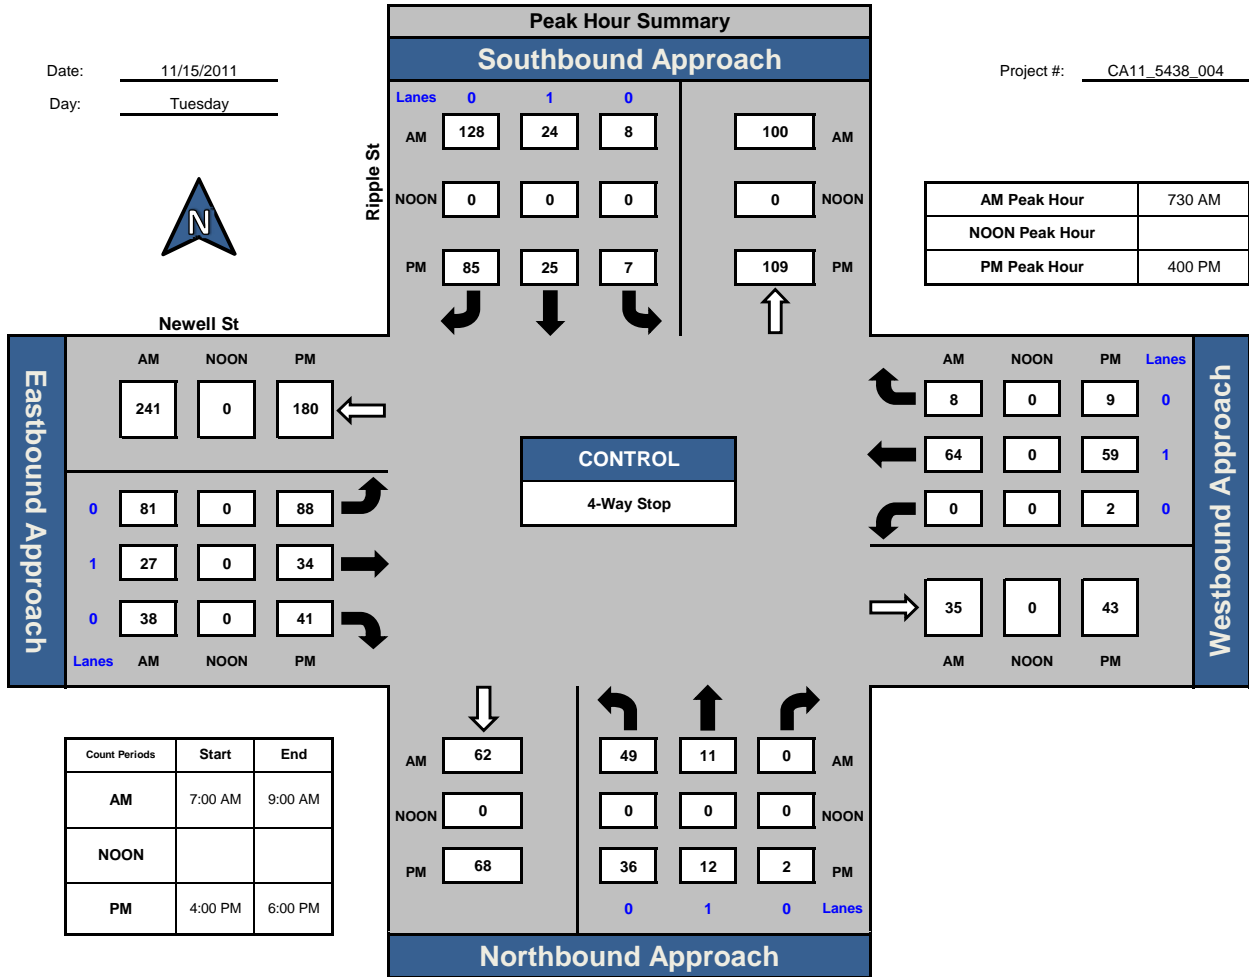 Peak Hour Summary
Southbound Approach
Date: 11/15/2011
Project #: CA11_5438_004
Day: Tuesday
Lanes 0 1 0
AM 128 24 8 100 AM
Ripple St
N
NOON 0 0 0 0 NOON
AM Peak Hour 730 AM
NOON Peak Hour
PM Peak Hour 400 PM
PM 85 25 7 109 PM
Newell St
Eastbound Approach
AM NOON PM
241 0 180
0 81 0 88
1 27 0 34
0 38 0 41
Lanes AM NOON PM
CONTROL
4-Way Stop
AM NOON PM Lanes
8 0 9 0
64 0 59 1
0 0 2 0
35 0 43
AM NOON PM
Westbound Approach
Count Periods Start End
AM 7:00 AM 9:00 AM
NOON
PM 4:00 PM 6:00 PM
AM 62 49 11 0 AM
NOON 0 0 0 0 NOON
PM 68 36 12 2 PM
0 1 0 Lanes
Northbound Approach